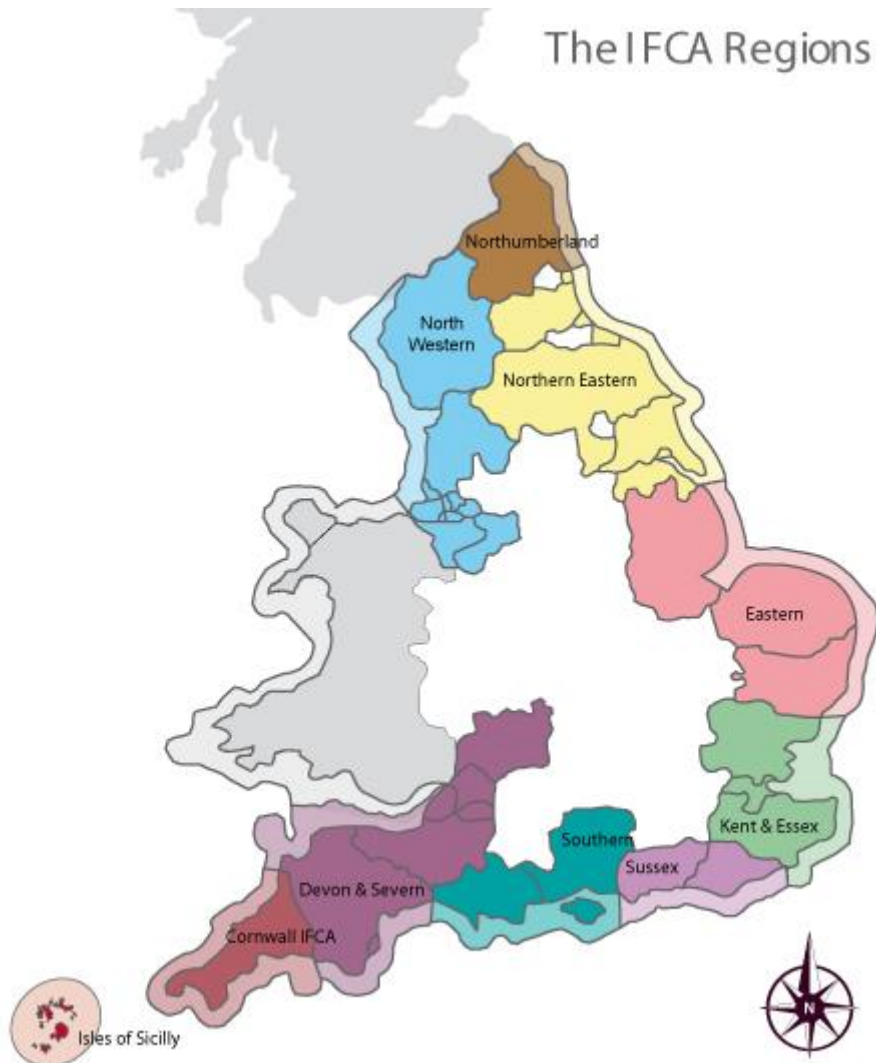 The IFCA Regions
Northumberland
North
Western
Northern Eastern
Eastern
Kent & Essex
Southern
Sussex
Devon & Severn
Cornwall IFCA
Isles of Sicilly
N